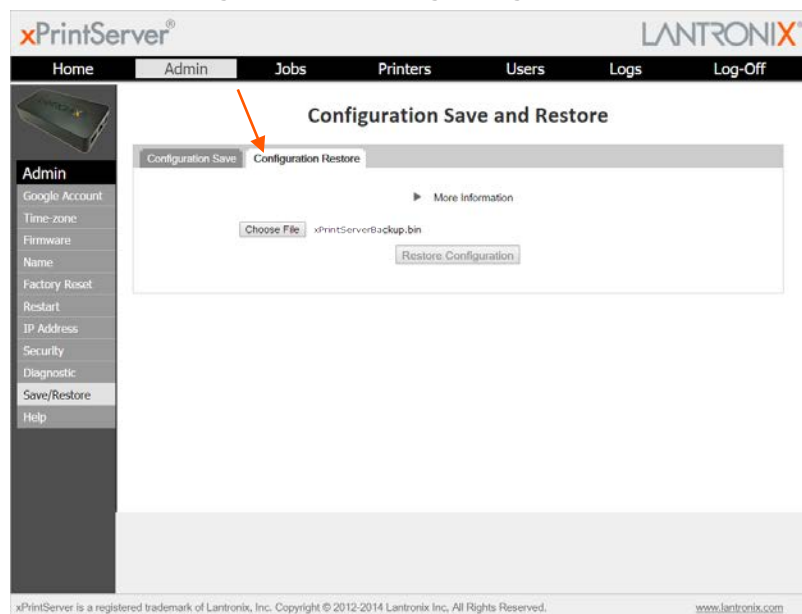 xPrintServer®
LANTRONIX®
Home Admin Jobs Printers Users Logs Log-Off
Configuration Save and Restore
Configuration Save Configuration Restore
More Information
Choose File xPrintServerBackup.bin
Restore Configuration
Admin
Google Account
Time-zone
Firmware
Name
Factory Reset
Restart
IP Address
Security
Diagnostic
Save/Restore
Help
xPrintServer is a registered trademark of Lantronix, Inc. Copyright © 2012-2014 Lantronix Inc, All Rights Reserved. www.lantronix.com